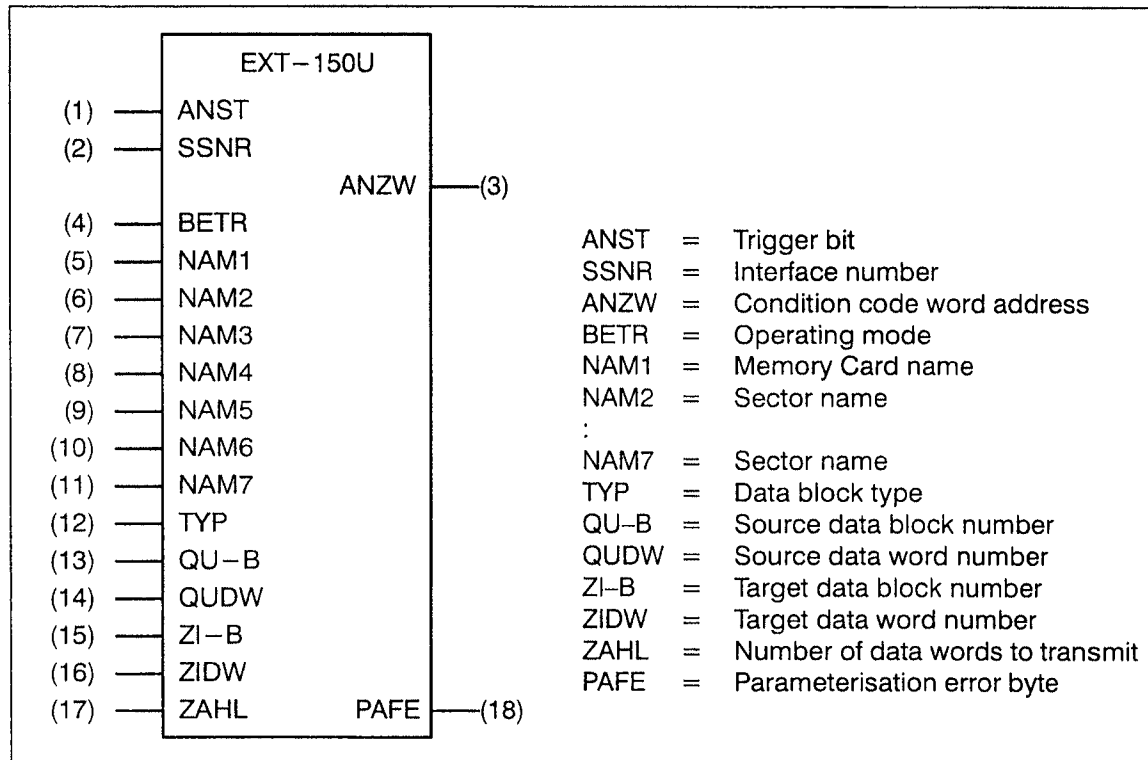 EXT−150U
(1) ANST
(2) SSNR
ANZW (3)
(4) BETR
(5) NAM1
(6) NAM2
(7) NAM3
(8) NAM4
(9) NAM5
(10) NAM6
(11) NAM7
(12) TYP
(13) QU−B
(14) QUDW
(15) ZI−B
(16) ZIDW
(17) ZAHL PAFE (18)
ANST = Trigger bit
SSNR = Interface number
ANZW = Condition code word address
BETR = Operating mode
NAM1 = Memory Card name
NAM2 = Sector name
:
NAM7 = Sector name
TYP = Data block type
QU–B = Source data block number
QUDW = Source data word number
ZI–B = Target data block number
ZIDW = Target data word number
ZAHL = Number of data words to transmit
PAFE = Parameterisation error byte